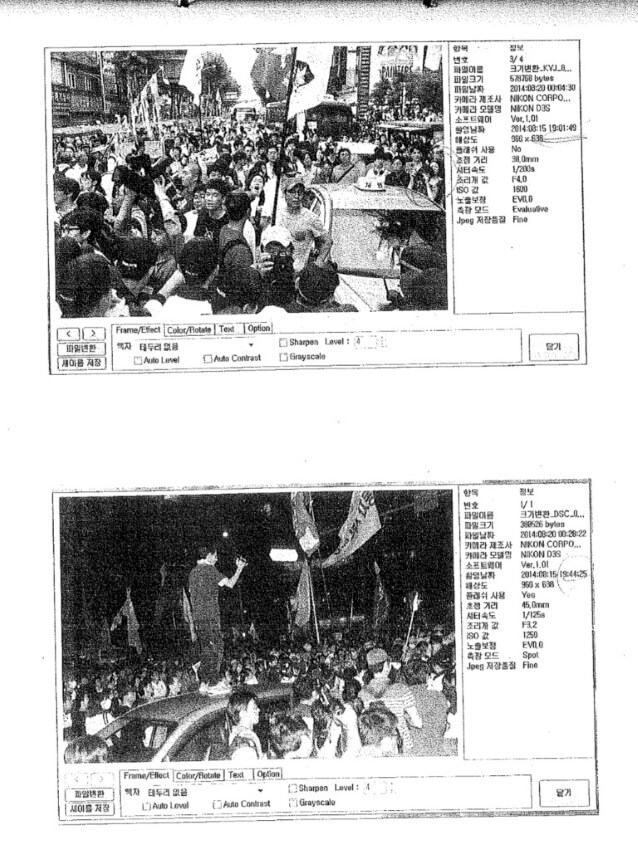 항목 정보
번호 3/ 4
파일이름 크기변환_KYJ_0,,,
파일크기 578768 bytes
파일날짜 2014:08:20 00:04:30
카메라 제조사 NIKON CORPO,,,
카메라 모델명 NIKON D3S
소프트웨어 Ver,1,01
촬영날짜 2014:08:15 19:01:49
해상도 960 x 638
플래쉬 사용 No
초점 거리 38,0mm
셔터속도 1/200s
조리개 값 F4,0
ISO 값 1600
노출보정 EV0,0
측광 모드 Evaluative
Jpeg 저장품질 Fine
< >
파일변환
새이름 저장
Frame/Effect Color/Rotate Text Option
액자 테두리 없음
Auto Level Auto Contrast
Sharpen Level : 4
Grayscale
닫기
항목 정보
번호 1/ 1
파일이름 크기변환_DSC_0,,,
파일크기 380526 bytes
파일날짜 2014:08:20 00:28:22
카메라 제조사 NIKON CORPO,,,
카메라 모델명 NIKON D3S
소프트웨어 Ver,1,01
촬영날짜 2014:08:15 19:44:25
해상도 960 x 638
플래쉬 사용 Yes
초점 거리 45,0mm
셔터속도 1/125s
조리개 값 F3,2
ISO 값 1250
노출보정 EV0,0
측광 모드 Spot
Jpeg 저장품질 Fine
< >
파일변환
새이름 저장
Frame/Effect Color/Rotate Text Option
액자 테두리 없음
Auto Level Auto Contrast
Sharpen Level : 4
Grayscale
닫기